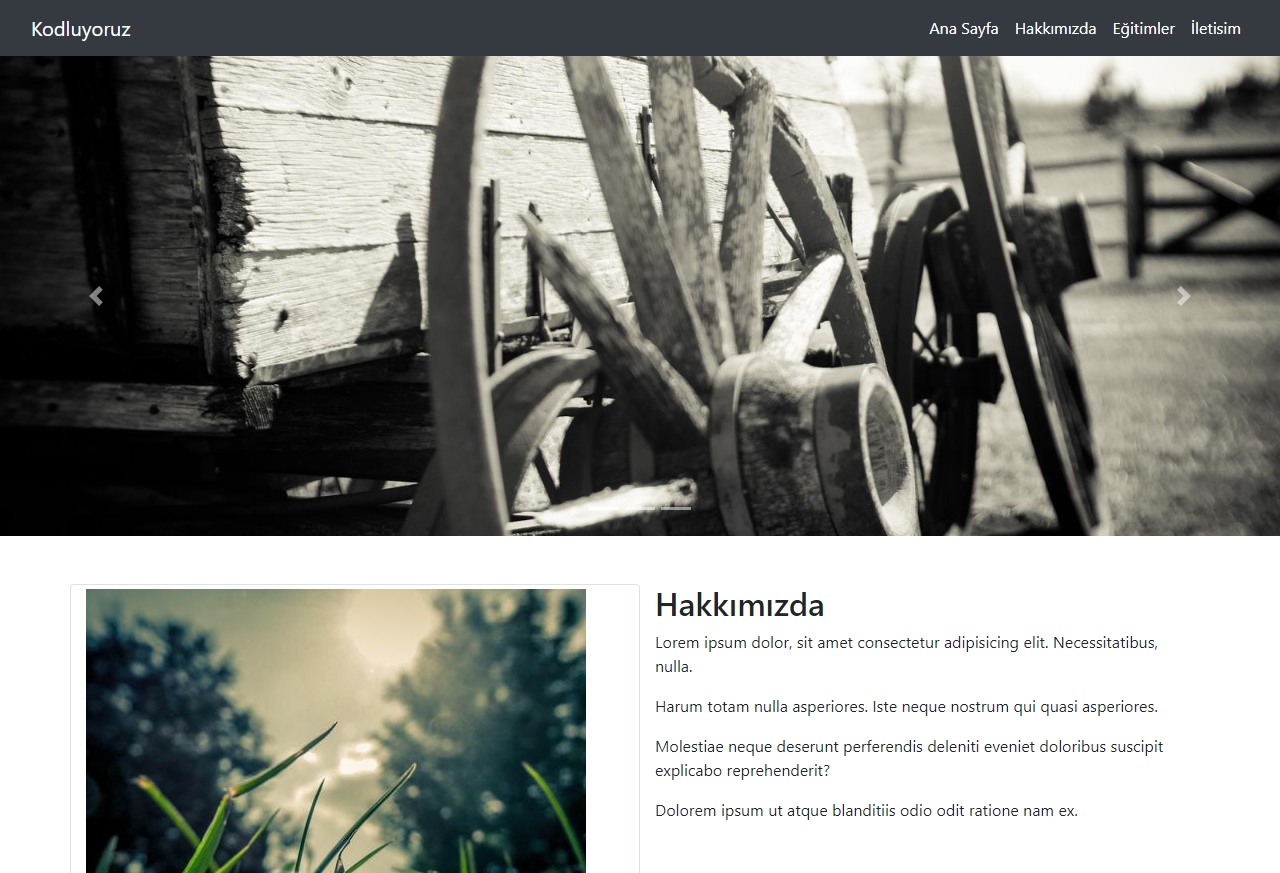 Kodluyoruz
Ana Sayfa Hakkımızda Eğitimler İletisim
Hakkımızda
Lorem ipsum dolor, sit amet consectetur adipisicing elit. Necessitatibus,
nulla.
Harum totam nulla asperiores. Iste neque nostrum qui quasi asperiores.
Molestiae neque deserunt perferendis deleniti eveniet doloribus suscipit
explicabo reprehenderit?
Dolorem ipsum ut atque blanditiis odio odit ratione nam ex.